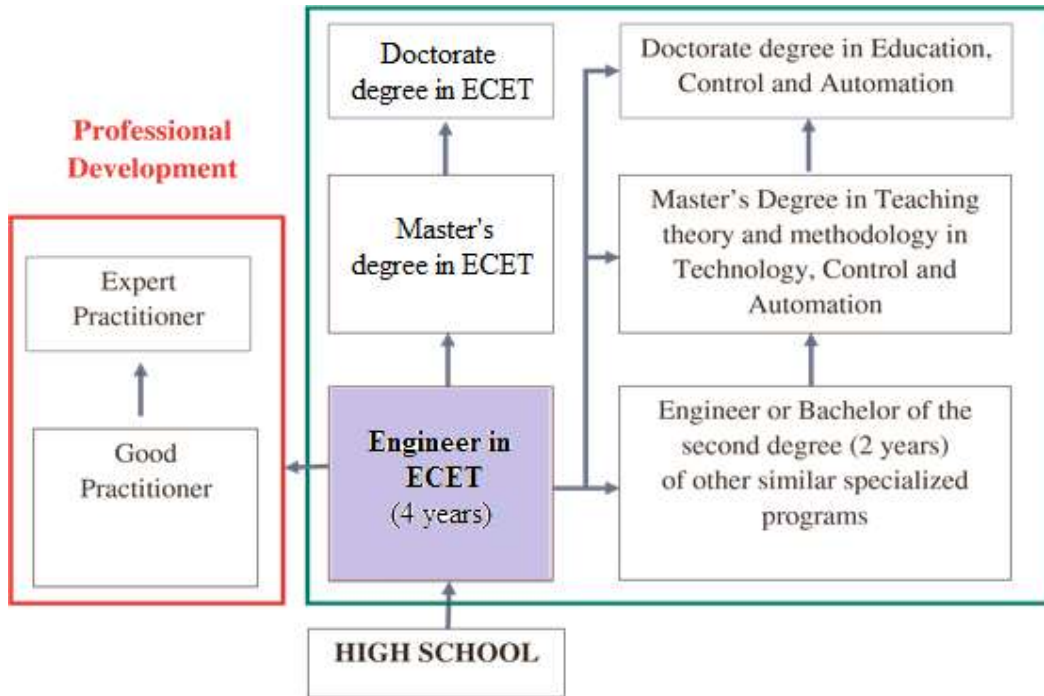 Professional
Development
Expert
Practitioner
Good
Practitioner
Doctorate
degree in ECET
Master's
degree in ECET
Engineer in
ECET
(4 years)
HIGH SCHOOL
Doctorate degree in Education,
Control and Automation
Master’s Degree in Teaching
theory and methodology in
Technology, Control and
Automation
Engineer or Bachelor of the
second degree (2 years)
of other similar specialized
programs